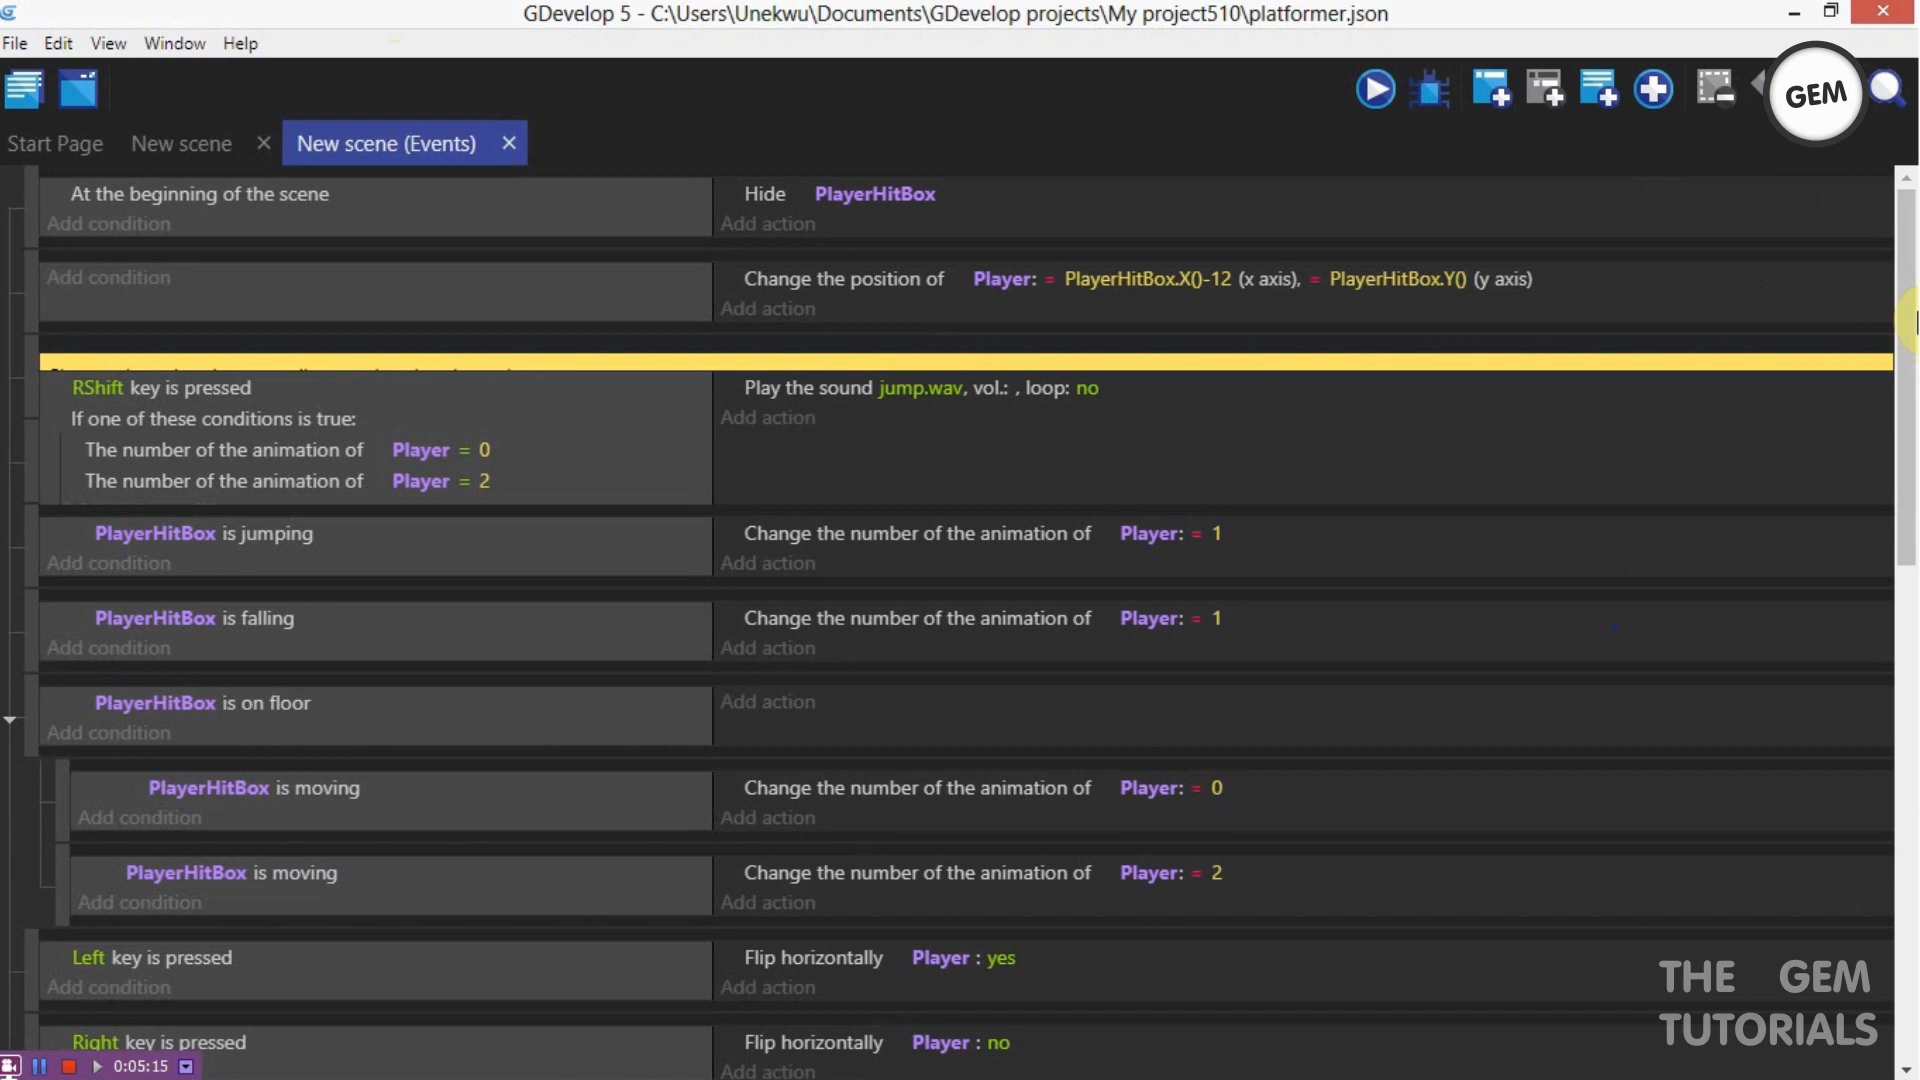 GDevelop 5 - C:\Users\Unekwu\Documents\GDevelop projects\My project510\platformer.json
File Edit View Window Help
GEM
Start Page New scene × New scene (Events) ×
At the beginning of the scene
Add condition
Hide PlayerHitBox
Add action
Add condition
Change the position of Player: = PlayerHitBox.X()-12 (x axis), = PlayerHitBox.Y() (y axis)
Add action
RShift key is pressed
If one of these conditions is true:
The number of the animation of Player = 0
The number of the animation of Player = 2
Play the sound jump.wav, vol.: , loop: no
Add action
PlayerHitBox is jumping
Add condition
Change the number of the animation of Player: = 1
Add action
PlayerHitBox is falling
Add condition
Change the number of the animation of Player: = 1
Add action
PlayerHitBox is on floor
Add condition
Add action
PlayerHitBox is moving
Add condition
Change the number of the animation of Player: = 0
Add action
PlayerHitBox is moving
Add condition
Change the number of the animation of Player: = 2
Add action
Left key is pressed
Add condition
Flip horizontally Player : yes
Add action
Right key is pressed
Flip horizontally Player : no
Add action
THE GEM
TUTORIALS
0:05:15